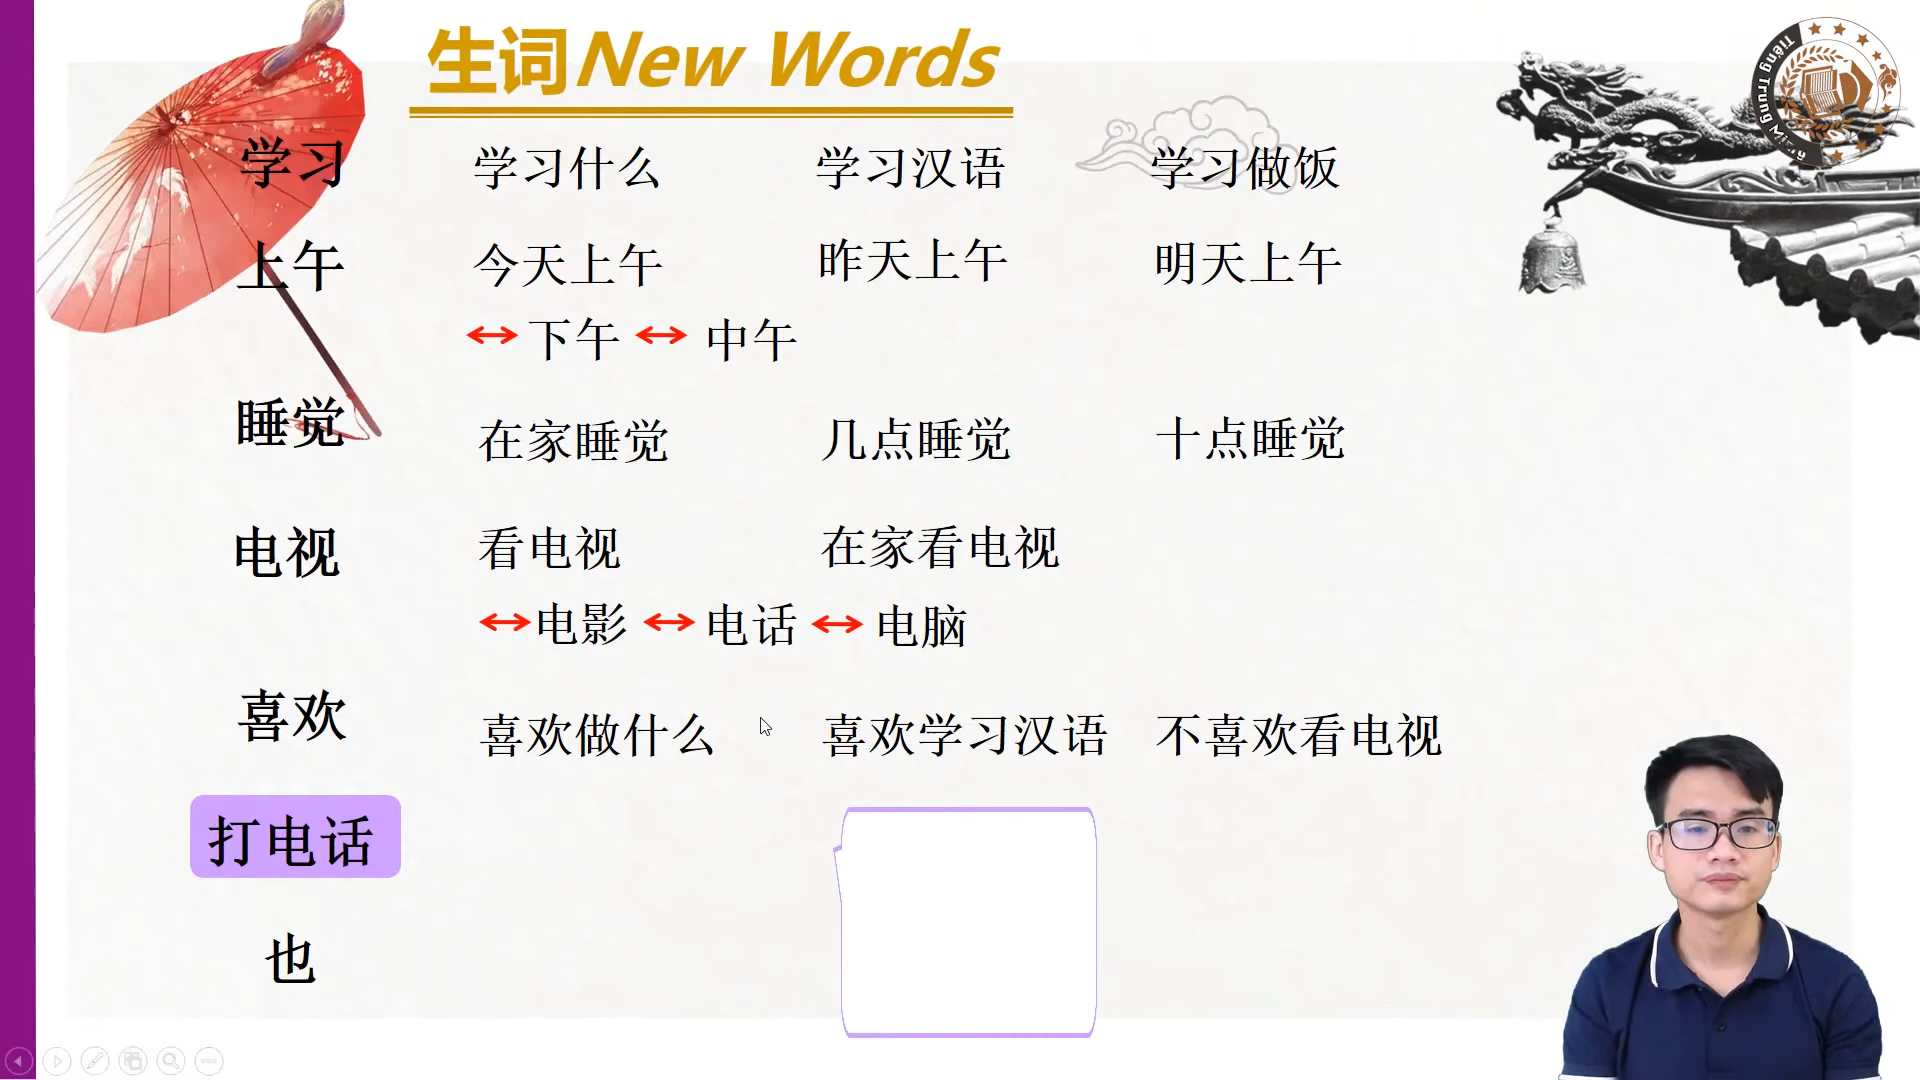 生词New Words
学习 学习什么 学习汉语 学习做饭
上午 今天上午 昨天上午 明天上午
↔下午↔中午
睡觉 在家睡觉 几点睡觉 十点睡觉
电视 看电视 在家看电视
↔电影↔电话↔电脑
喜欢 喜欢做什么 喜欢学习汉语 不喜欢看电视
打电话
也
Tiếng Trung